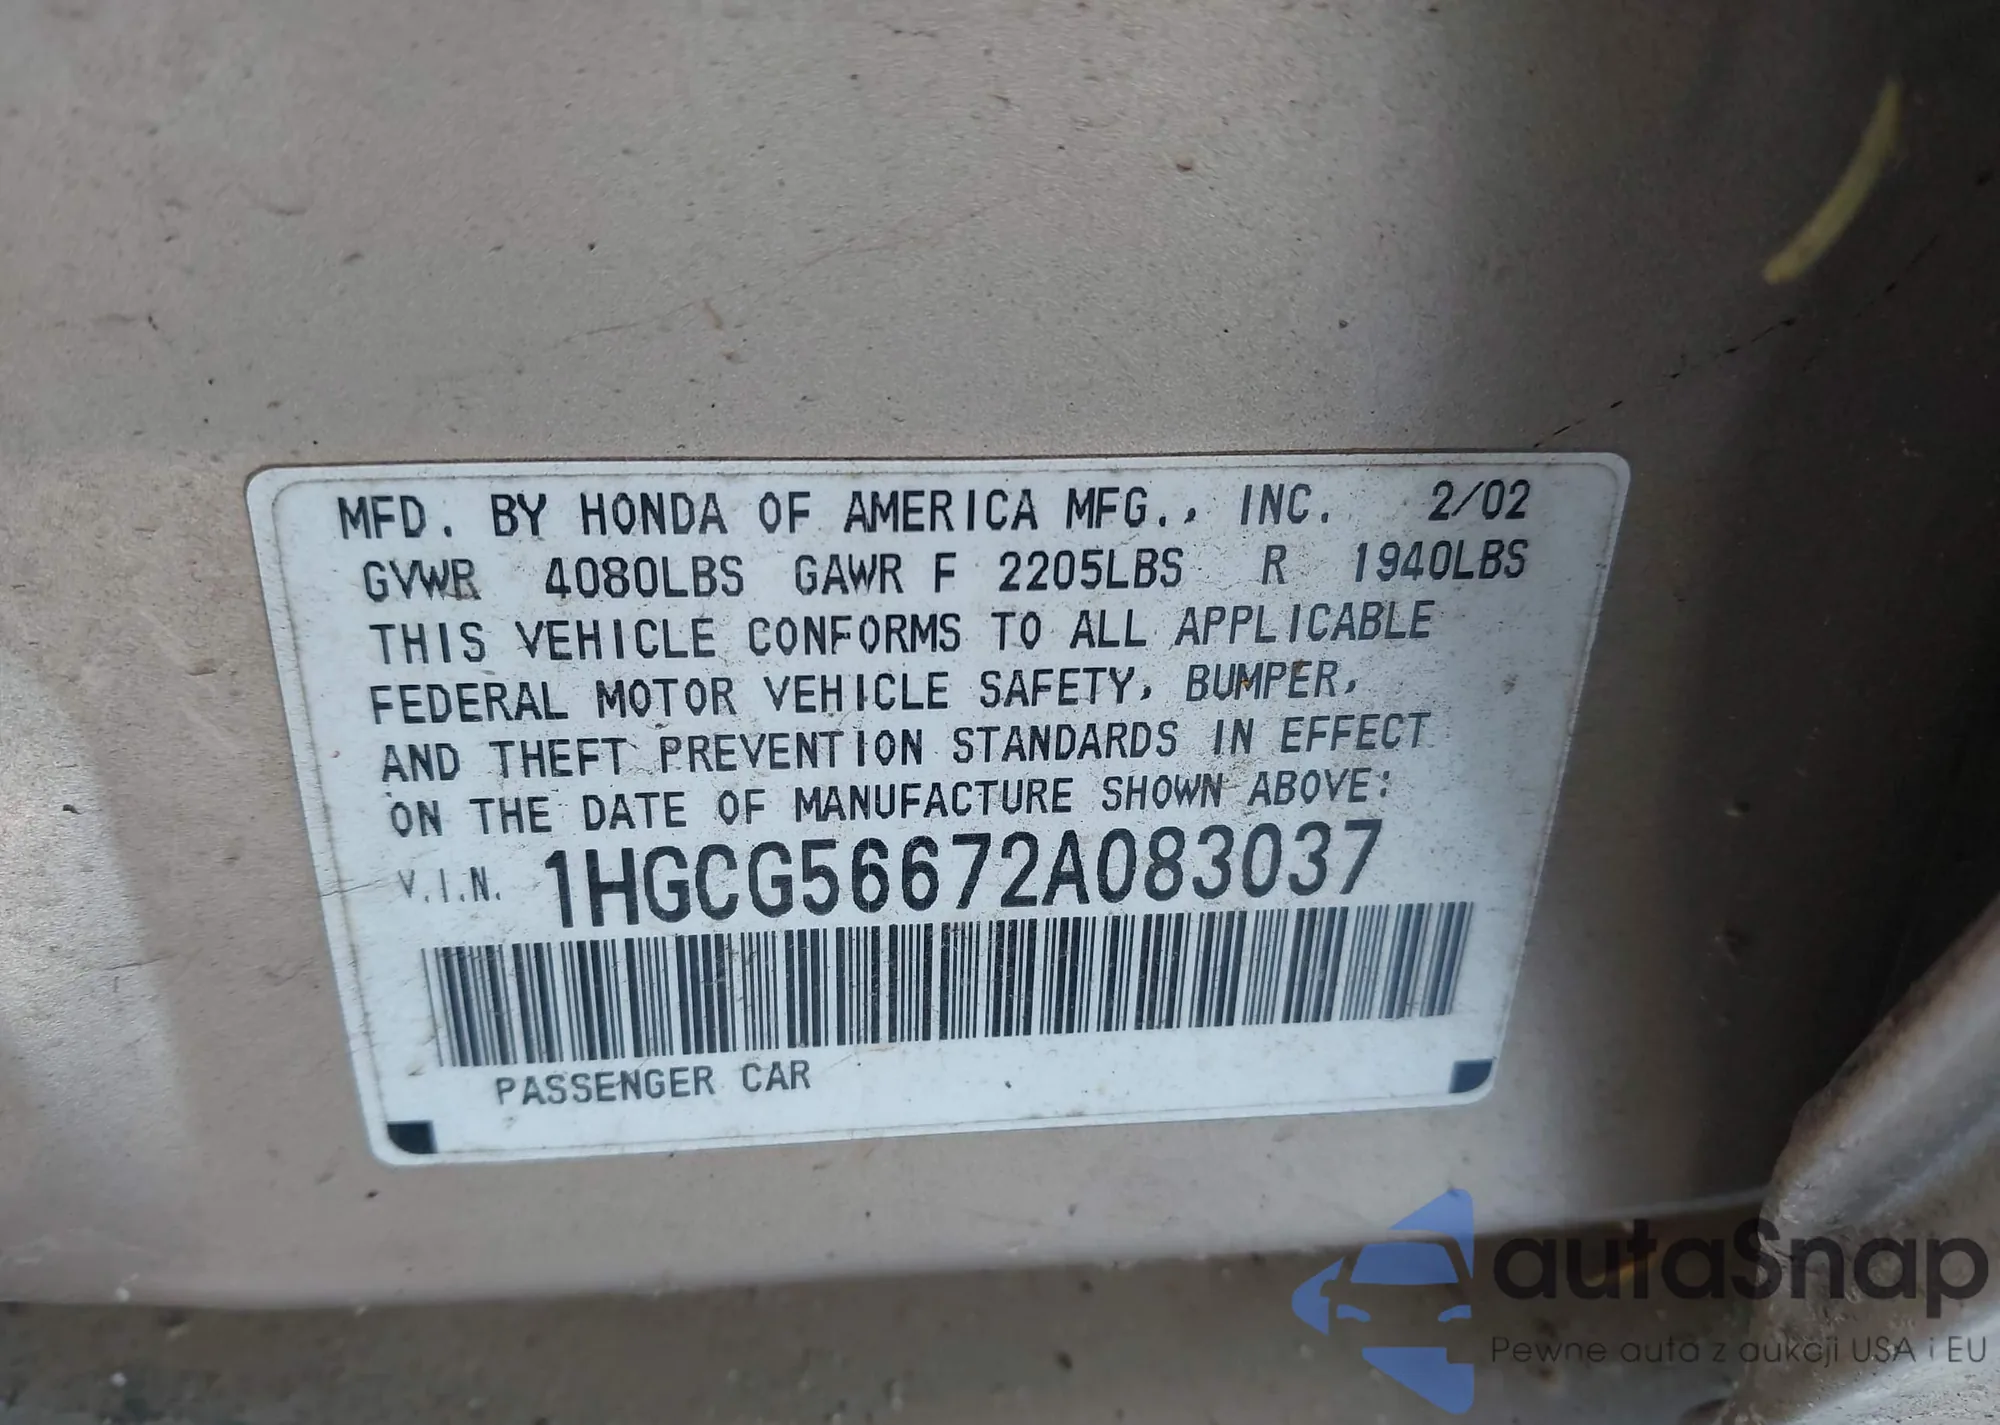 MFD. BY HONDA OF AMERICA MFG., INC. 2/02
GVWR 4080LBS GAWR F 2205LBS R 1940LBS
THIS VEHICLE CONFORMS TO ALL APPLICABLE
FEDERAL MOTOR VEHICLE SAFETY, BUMPER,
AND THEFT PREVENTION STANDARDS IN EFFECT
ON THE DATE OF MANUFACTURE SHOWN ABOVE:
V.I.N. 1HGCG56672A083037
PASSENGER CAR
autaSnap
Pewne auta z aukcji USA i EU